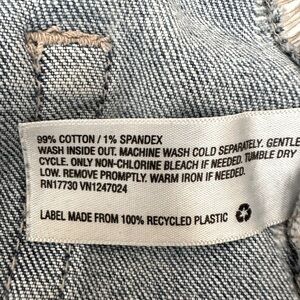 99% COTTON / 1% SPANDEX
WASH INSIDE OUT. MACHINE WASH COLD SEPARATELY. GENTLE
CYCLE. ONLY NON-CHLORINE BLEACH IF NEEDED. TUMBLE DRY
LOW. REMOVE PROMPTLY. WARM IRON IF NEEDED.
RN17730 VN1247024
LABEL MADE FROM 100% RECYCLED PLASTIC